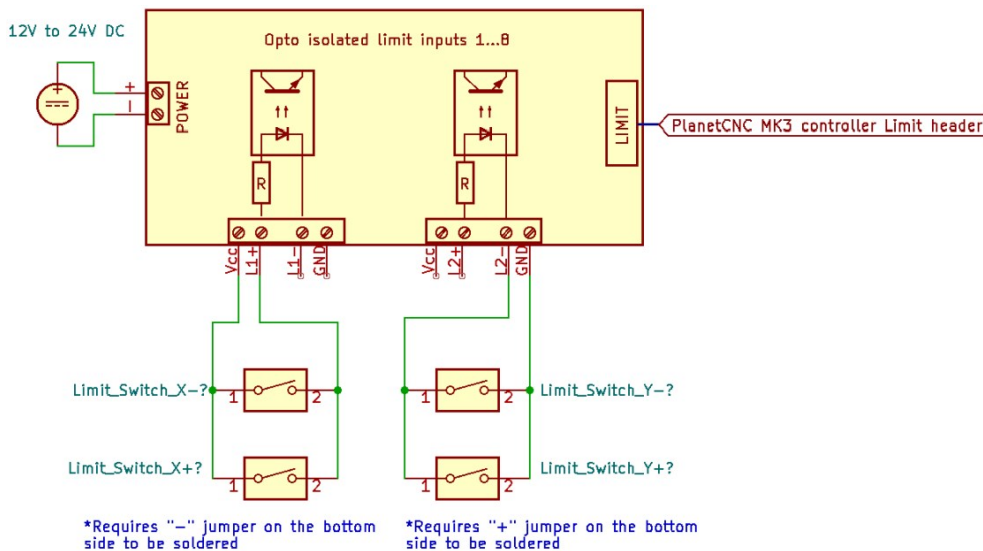 12V to 24V DC
Opto isolated limit inputs 1...8
+
−
POWER
LIMIT
PlanetCNC MK3 controller Limit header
R
R
Vcc
L1+
L1-
GND
Vcc
L2+
L2-
GND
Limit_Switch_X-?
1
2
1
2
Limit_Switch_Y-?
Limit_Switch_X+?
1
2
1
2
Limit_Switch_Y+?
*Requires "-" jumper on the bottom
side to be soldered
*Requires "+" jumper on the bottom
side to be soldered